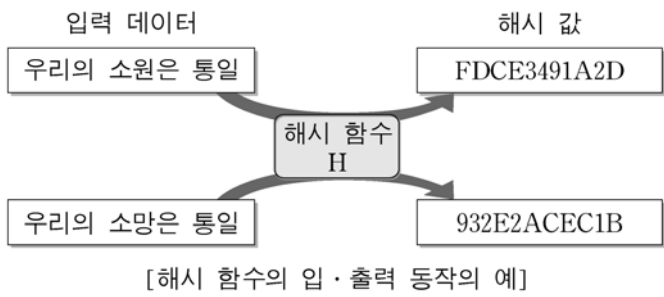 입력 데이터
해시 값
우리의 소원은 통일
FDCE3491A2D
해시 함수
H
우리의 소망은 통일
932E2ACEC1B
[해시 함수의 입·출력 동작의 예]